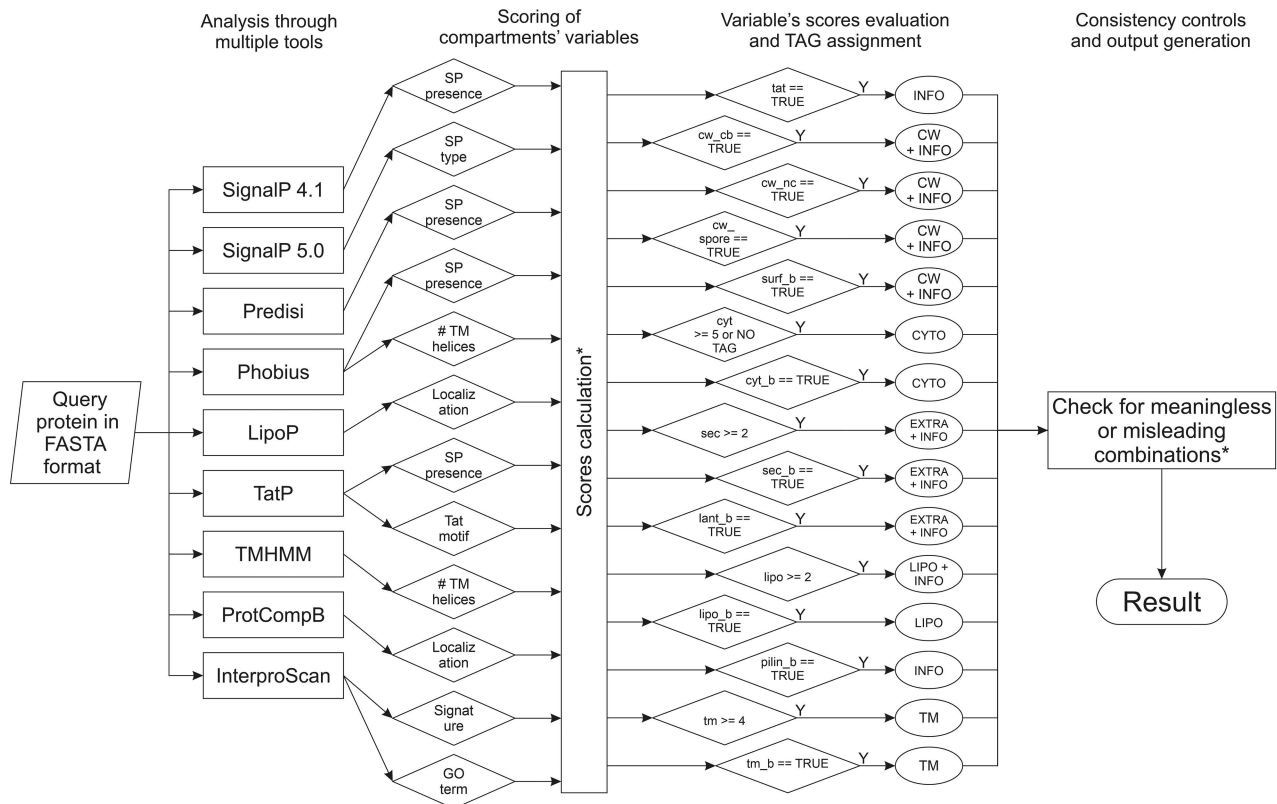 Analysis through
multiple tools
Scoring of
compartments' variables
Variable's scores evaluation
and TAG assignment
Consistency controls
and output generation
Query
protein in
FASTA
format
SignalP 4.1
SignalP 5.0
Predisi
Phobius
LipoP
TatP
TMHMM
ProtCompB
InterproScan
SP
presence
SP
type
SP
presence
SP
presence
# TM
helices
Localiz
ation
SP
presence
Tat
motif
# TM
helices
Localiz
ation
Signat
ure
GO
term
Scores calculation*
tat ==
TRUE
Y
INFO
cw_cb ==
TRUE
Y
CW
+ INFO
cw_nc ==
TRUE
Y
CW
+ INFO
cw_
spore ==
TRUE
Y
CW
+ INFO
surf_b ==
TRUE
Y
CW
+ INFO
cyt
>= 5 or NO
TAG
Y
CYTO
cyt_b == TRUE
Y
CYTO
sec >= 2
Y
EXTRA
+ INFO
sec_b ==
TRUE
Y
EXTRA
+ INFO
lant_b ==
TRUE
Y
EXTRA
+ INFO
lipo >= 2
Y
LIPO +
INFO
lipo_b ==
TRUE
Y
LIPO
pilin_b ==
TRUE
Y
INFO
tm >= 4
Y
TM
tm_b == TRUE
Y
TM
Check for meaningless
or misleading
combinations*
Result